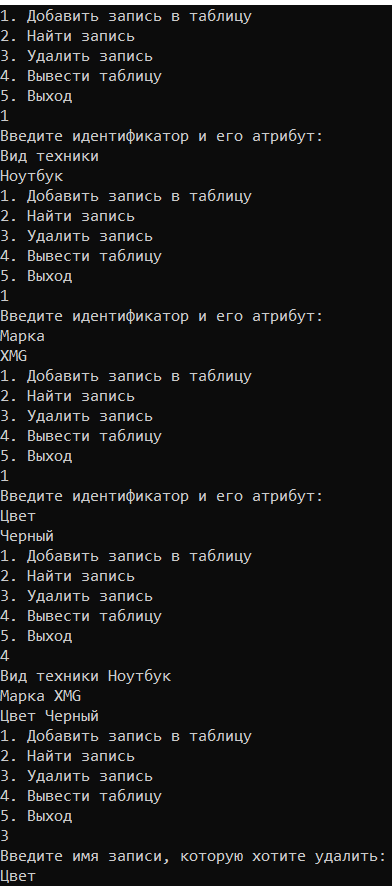 1. Добавить запись в таблицу
2. Найти запись
3. Удалить запись
4. Вывести таблицу
5. Выход
1
Введите идентификатор и его атрибут:
Вид техники
Ноутбук
1. Добавить запись в таблицу
2. Найти запись
3. Удалить запись
4. Вывести таблицу
5. Выход
1
Введите идентификатор и его атрибут:
Марка
XMG
1. Добавить запись в таблицу
2. Найти запись
3. Удалить запись
4. Вывести таблицу
5. Выход
1
Введите идентификатор и его атрибут:
Цвет
Черный
1. Добавить запись в таблицу
2. Найти запись
3. Удалить запись
4. Вывести таблицу
5. Выход
4
Вид техники Ноутбук
Марка XMG
Цвет Черный
1. Добавить запись в таблицу
2. Найти запись
3. Удалить запись
4. Вывести таблицу
5. Выход
3
Введите имя записи, которую хотите удалить:
Цвет